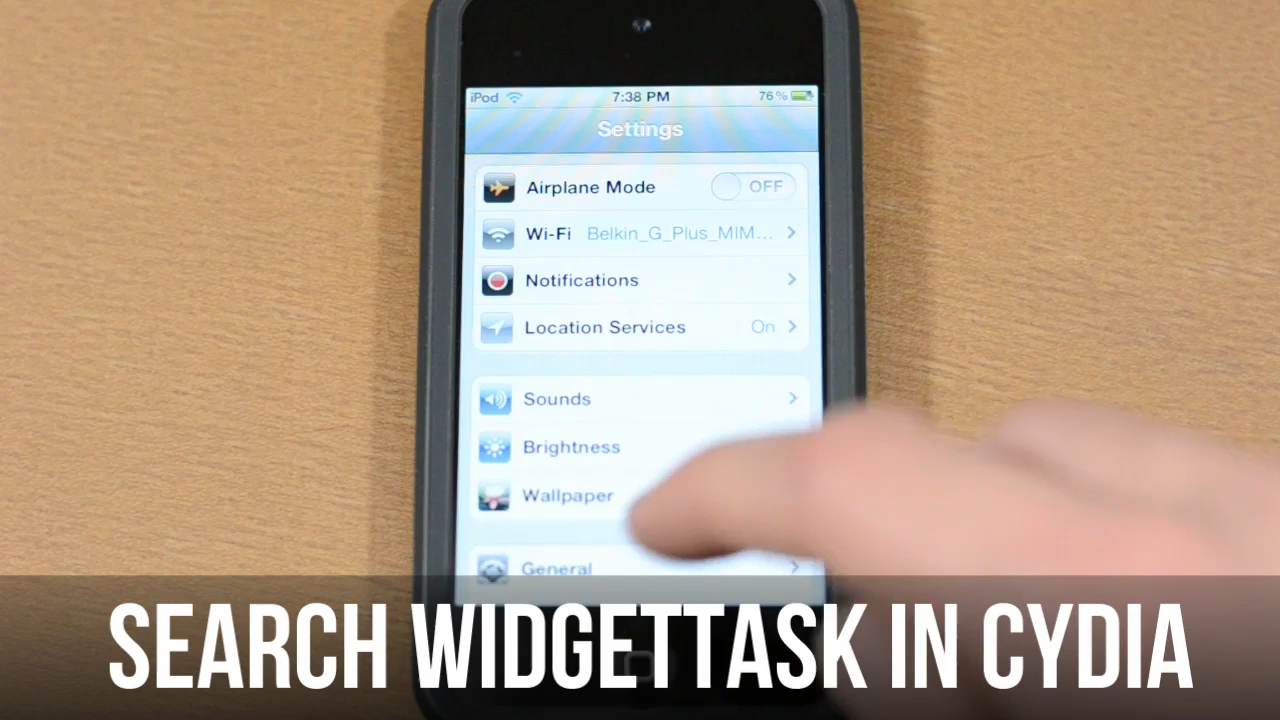 iPod 7:38 PM 76%
Settings
Airplane Mode OFF
Wi-Fi Belkin_G_Plus_MIM...
Notifications
Location Services On
Sounds
Brightness
Wallpaper
General
SEARCH WIDGETTASK IN CYDIA